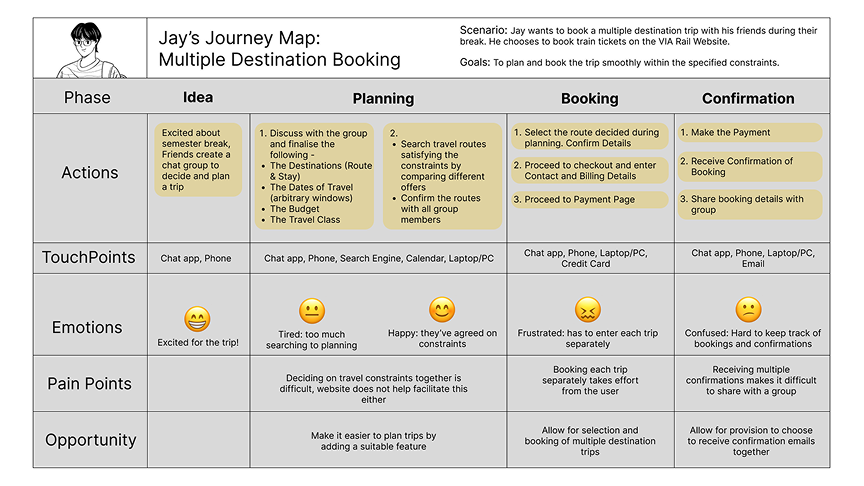 Jay's Journey Map:
Multiple Destination Booking
Scenario: Jay wants to book a multiple destination trip with his friends during their
break. He chooses to book train tickets on the VIA Rail Website.
Goals: To plan and book the trip smoothly within the specified constraints.
Phase
Idea
Planning
Booking
Confirmation
Actions
Excited about
semester break,
Friends create a
chat group to
decide and plan
a trip
1. Discuss with the group
and finalise the
following -
• The Destinations (Route
& Stay)
• The Dates of Travel
(arbitrary windows)
• The Budget
• The Travel Class
2.
• Search travel routes
satisfying the
constraints by
comparing different
offers
• Confirm the routes
with all group
members
1. Select the route decided during
planning. Confirm Details
2. Proceed to checkout and enter
Contact and Billing Details
3. Proceed to Payment Page
1. Make the Payment
2. Receive Confirmation of
Booking
3. Share booking details with
group
TouchPoints
Chat app, Phone
Chat app, Phone, Search Engine, Calendar, Laptop/PC
Chat app, Phone, Laptop/PC,
Credit Card
Chat app, Phone, Laptop/PC,
Email
Emotions
Excited for the trip!
Tired: too much
searching to planning
Happy: they've agreed on
constraints
Frustrated: has to enter each trip
separately
Confused: Hard to keep track of
bookings and confirmations
Pain Points
Deciding on travel constraints together is
difficult, website does not help facilitate this
either
Booking each trip
separately takes effort
from the user
Receiving multiple
confirmations makes it difficult
to share with a group
Opportunity
Make it easier to plan trips by
adding a suitable feature
Allow for selection and
booking of multiple destination
trips
Allow for provision to choose
to receive confirmation emails
together